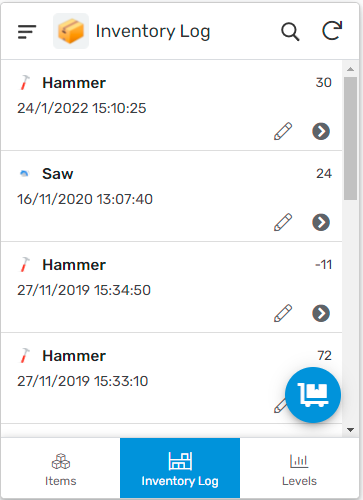 Inventory Log
Hammer 30
24/1/2022 15:10:25
Saw 24
16/11/2020 13:07:40
Hammer -11
27/11/2019 15:34:50
Hammer 72
27/11/2019 15:33:10
Items Inventory Log Levels